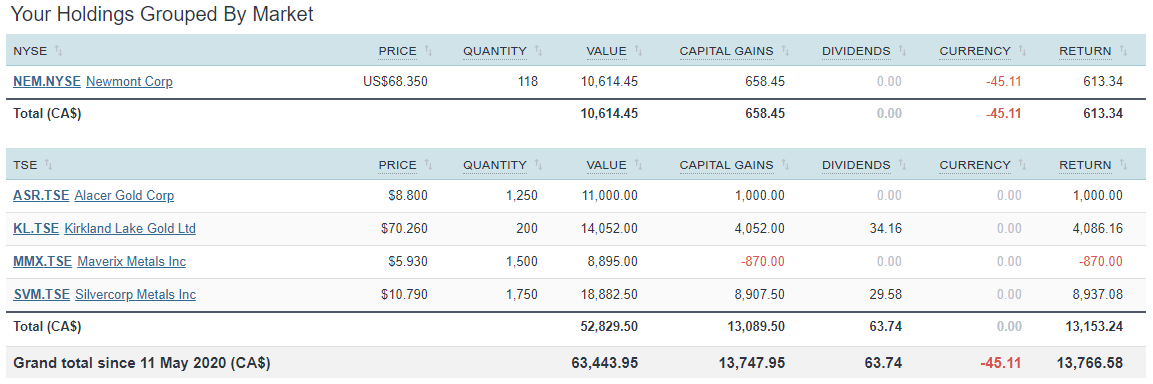 Your Holdings Grouped By Market
NYSE PRICE QUANTITY VALUE CAPITAL GAINS DIVIDENDS CURRENCY RETURN
NEM.NYSE Newmont Corp US$68.350 118 10,614.45 658.45 0.00 -45.11 613.34
Total (CA$) 10,614.45 658.45 0.00 -45.11 613.34
TSE PRICE QUANTITY VALUE CAPITAL GAINS DIVIDENDS CURRENCY RETURN
ASR.TSE Alacer Gold Corp $8.800 1,250 11,000.00 1,000.00 0.00 0.00 1,000.00
KL.TSE Kirkland Lake Gold Ltd $70.260 200 14,052.00 4,052.00 34.16 0.00 4,086.16
MMX.TSE Maverix Metals Inc $5.930 1,500 8,895.00 -870.00 0.00 0.00 -870.00
SVM.TSE Silvercorp Metals Inc $10.790 1,750 18,882.50 8,907.50 29.58 0.00 8,937.08
Total (CA$) 52,829.50 13,089.50 63.74 0.00 13,153.24
Grand total since 11 May 2020 (CA$) 63,443.95 13,747.95 63.74 -45.11 13,766.58